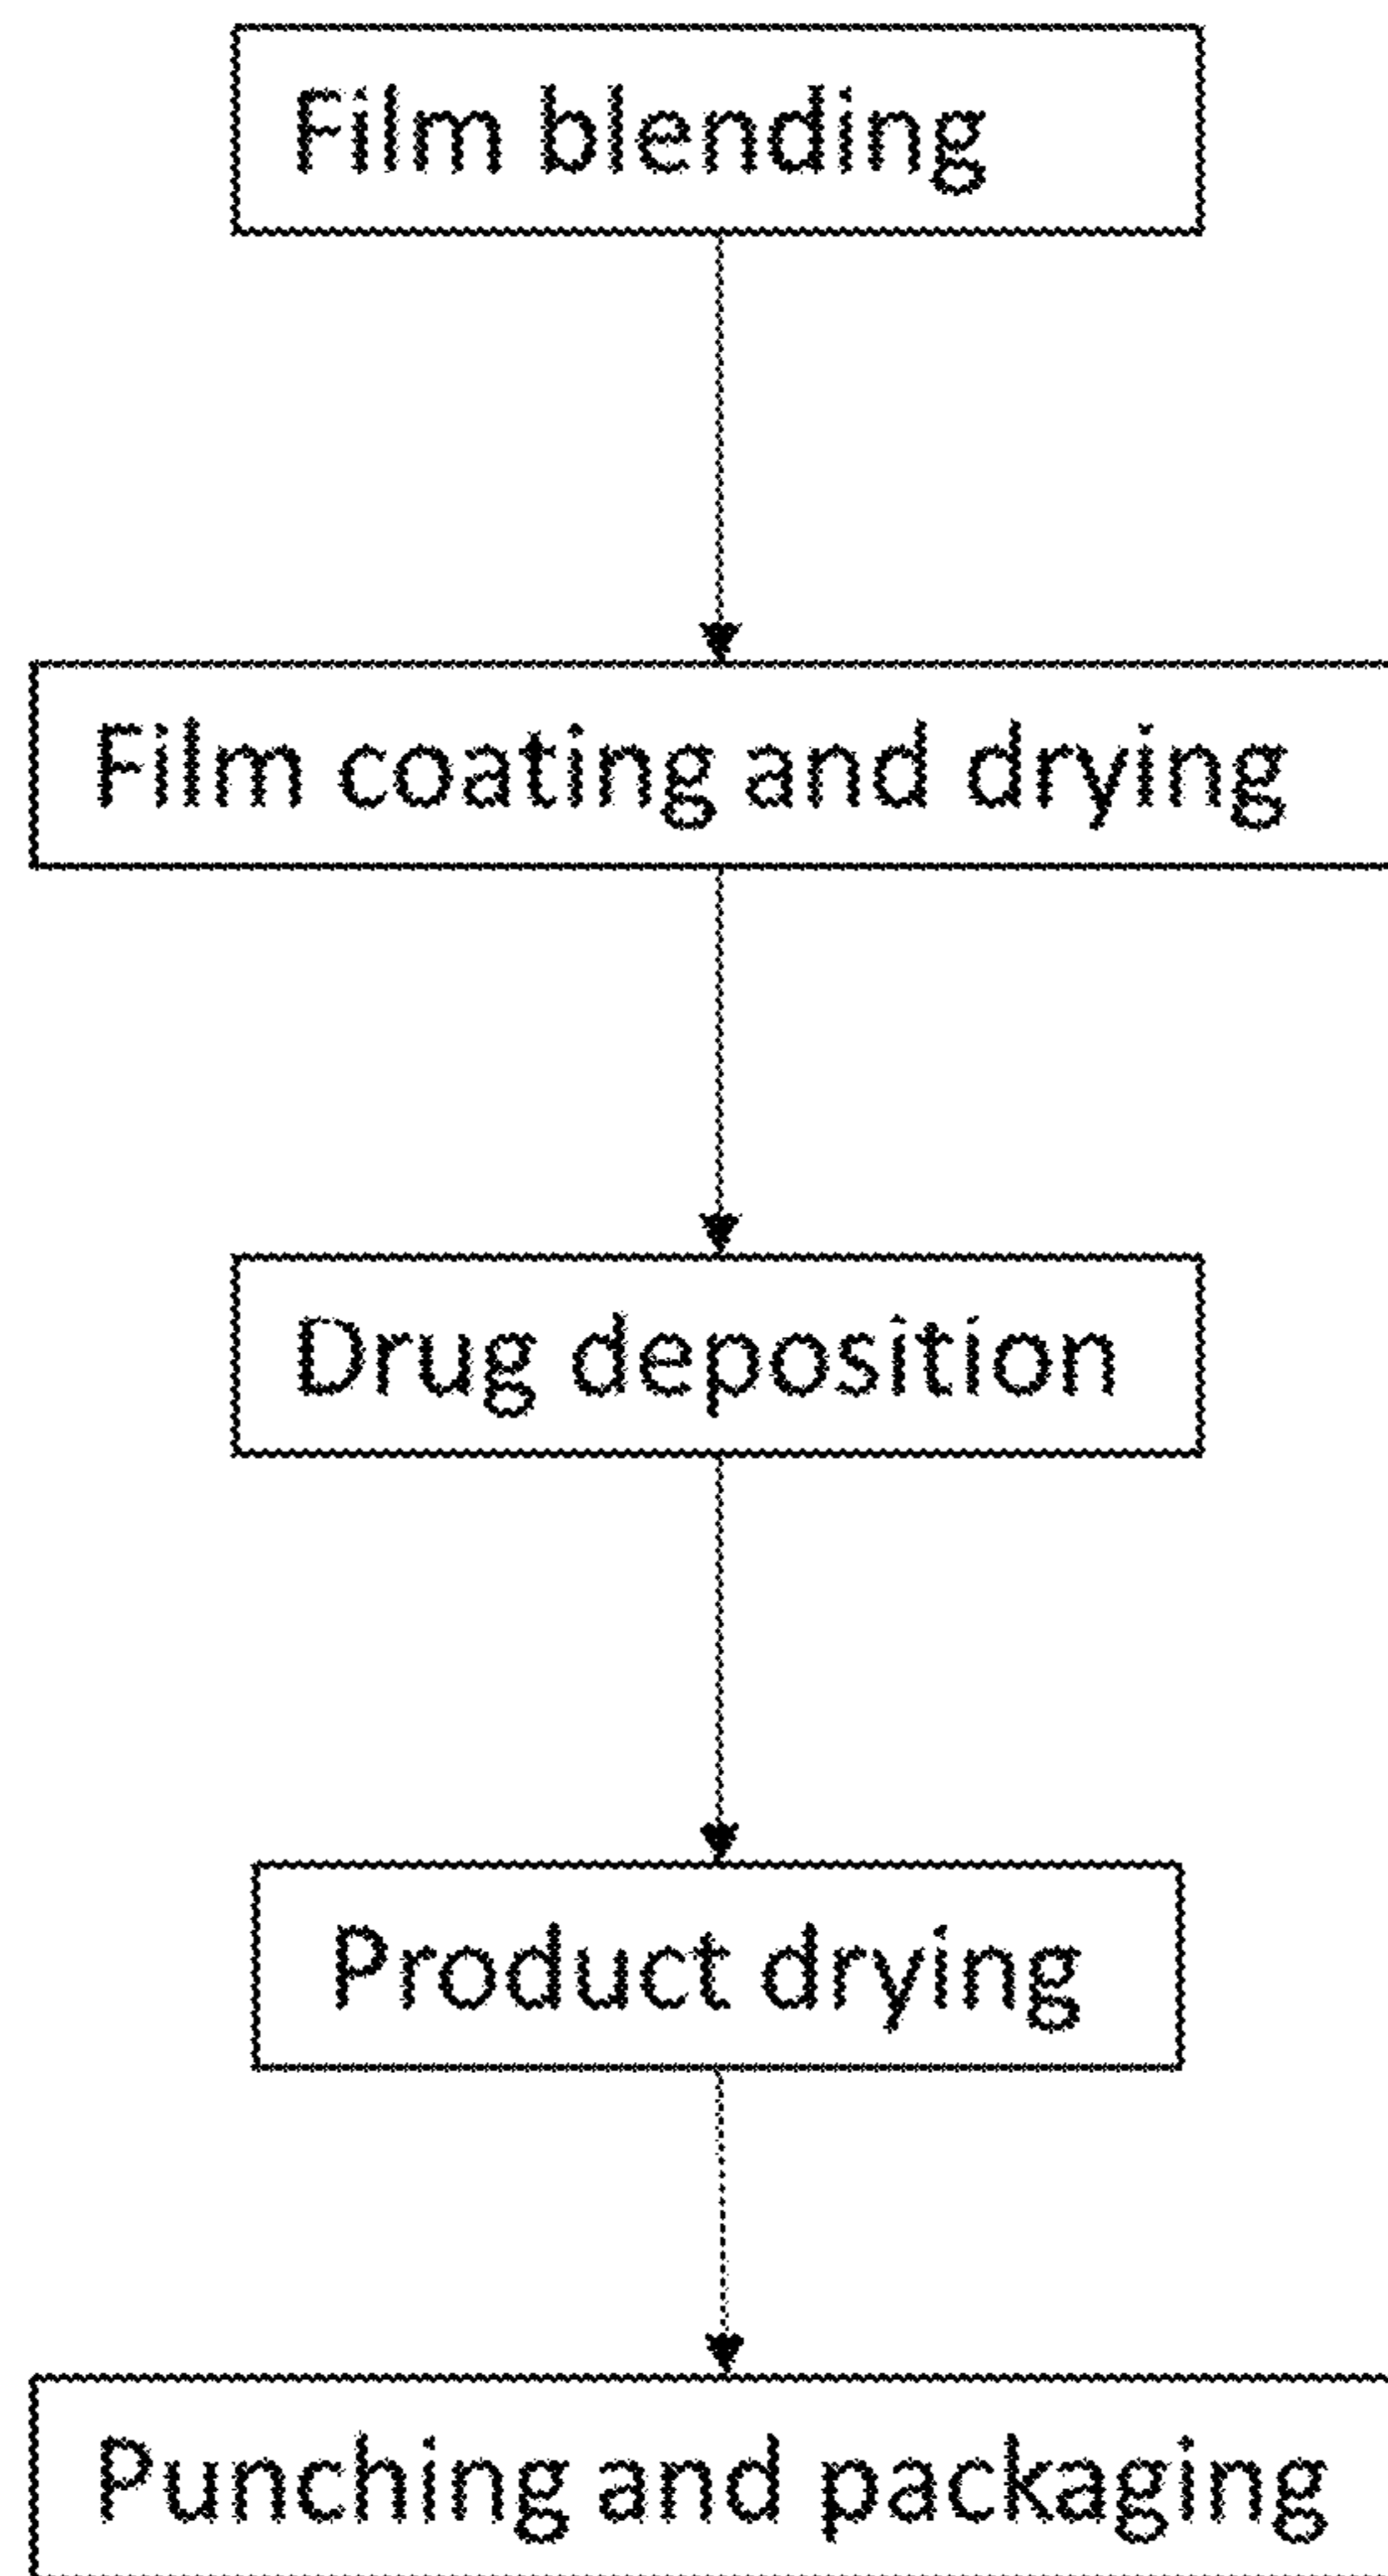 Film blending
Film coating and drying
Drug deposition
Product drying
Punching and packaging